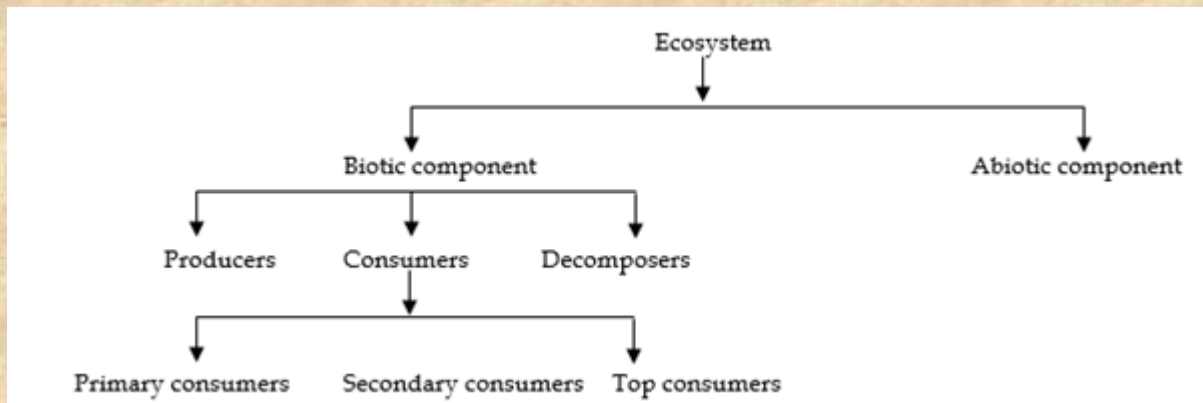 Ecosystem
Biotic component Abiotic component
Producers Consumers Decomposers
Primary consumers Secondary consumers Top consumers